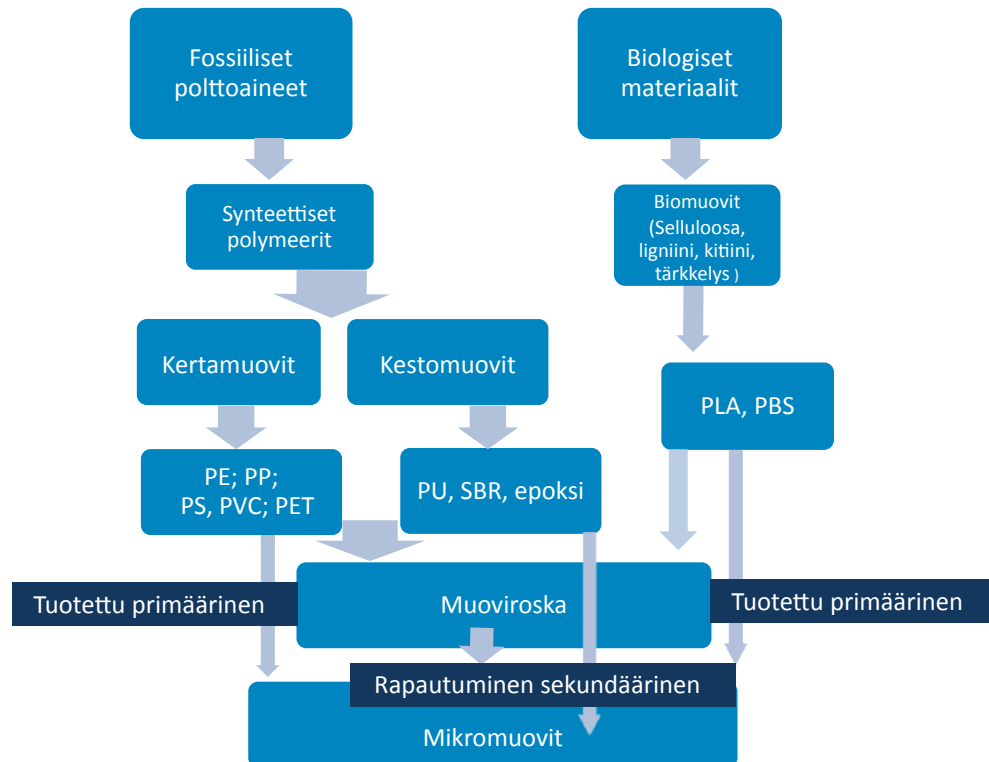 Fossiiliset
polttoaineet
Biologiset
materiaalit
Synteettiset
polymeerit
Biomuovit
(Selluloosa,
ligniini, kitiini,
tärkkelys )
Kertamuovit
Kestomuovit
PLA, PBS
PE; PP;
PS, PVC; PET
PU, SBR, epoksi
Tuotettu primäärinen
Muoviroska
Tuotettu primäärinen
Rapautuminen sekundäärinen
Mikromuovit